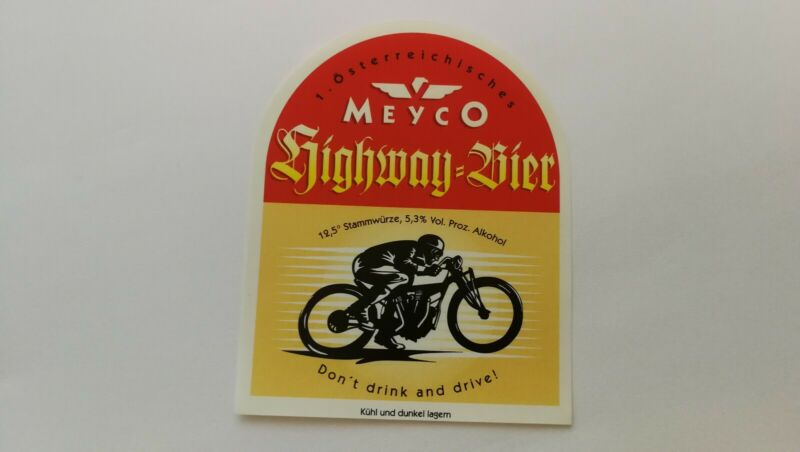 1. Österreichisches
MEYCO
Highway-Bier
12,5° Stammwürze, 5,3% Vol. Proz. Alkohol
Don´t drink and drive!
Kühl und dunkel lagern